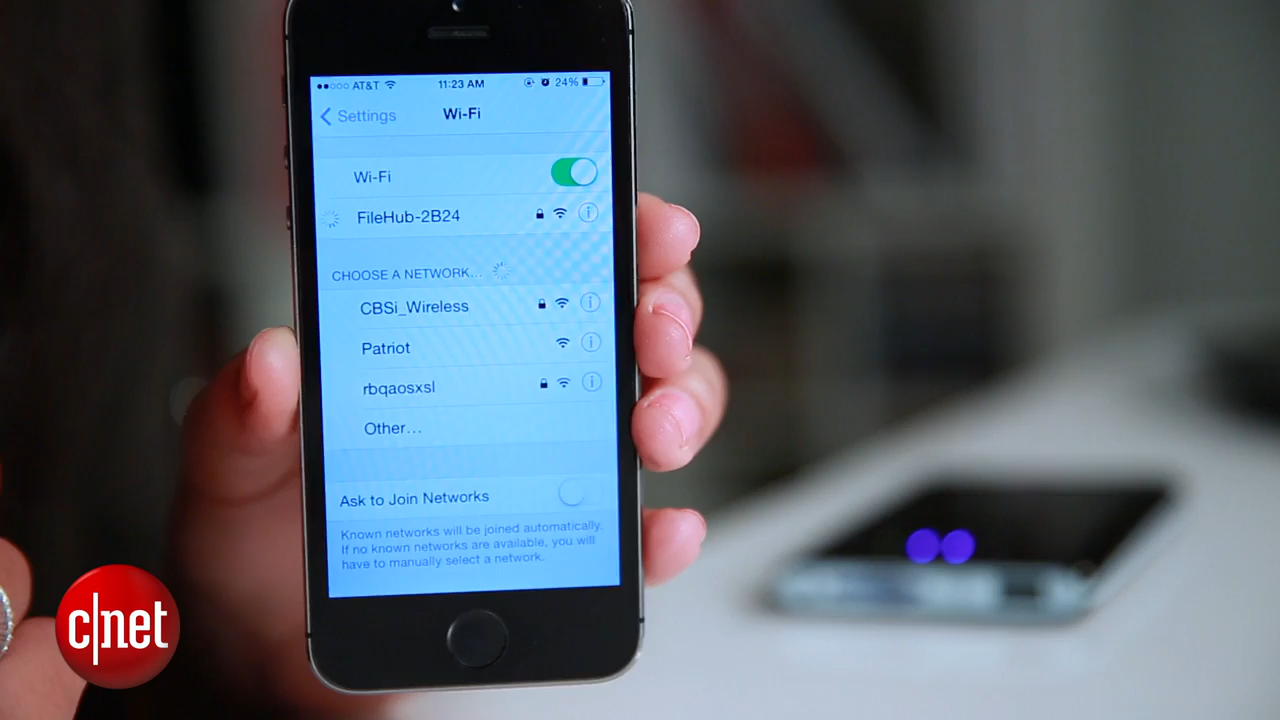 AT&T 11:23 AM 24%
Settings Wi-Fi
Wi-Fi
FileHub-2B24
CHOOSE A NETWORK...
CBSi_Wireless
Patriot
rbqaosxsl
Other...
Ask to Join Networks
Known networks will be joined automatically.
If no known networks are available, you will
have to manually select a network.
c|net